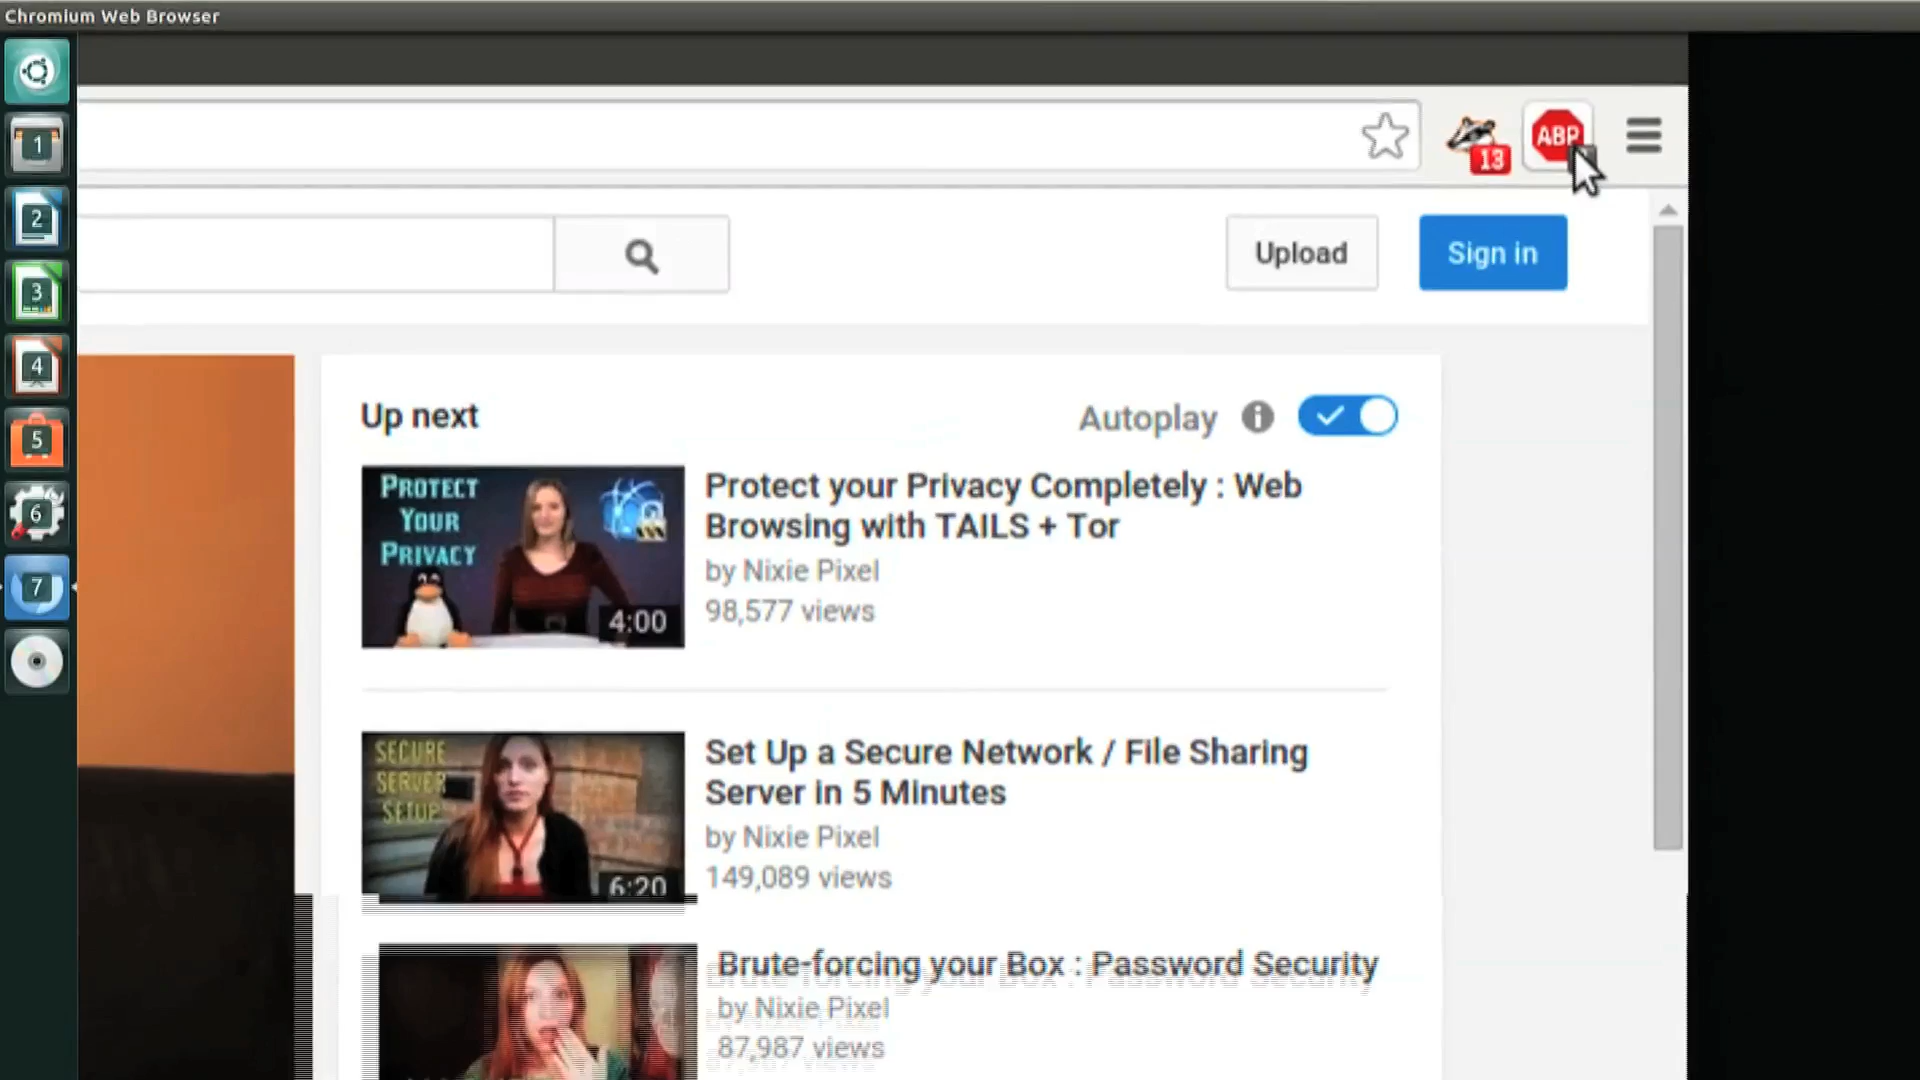 Chromium Web Browser
1
2
3
4
5
6
7
13
ABP
Upload
Sign in
Up next
Autoplay
PROTECT
YOUR
PRIVACY
4:00
Protect your Privacy Completely : Web
Browsing with TAILS + Tor
by Nixie Pixel
98,577 views
SECURE
SERVER
SETUP
6:20
Set Up a Secure Network / File Sharing
Server in 5 Minutes
by Nixie Pixel
149,089 views
Brute-forcing your Box : Password Security
by Nixie Pixel
87,987 views